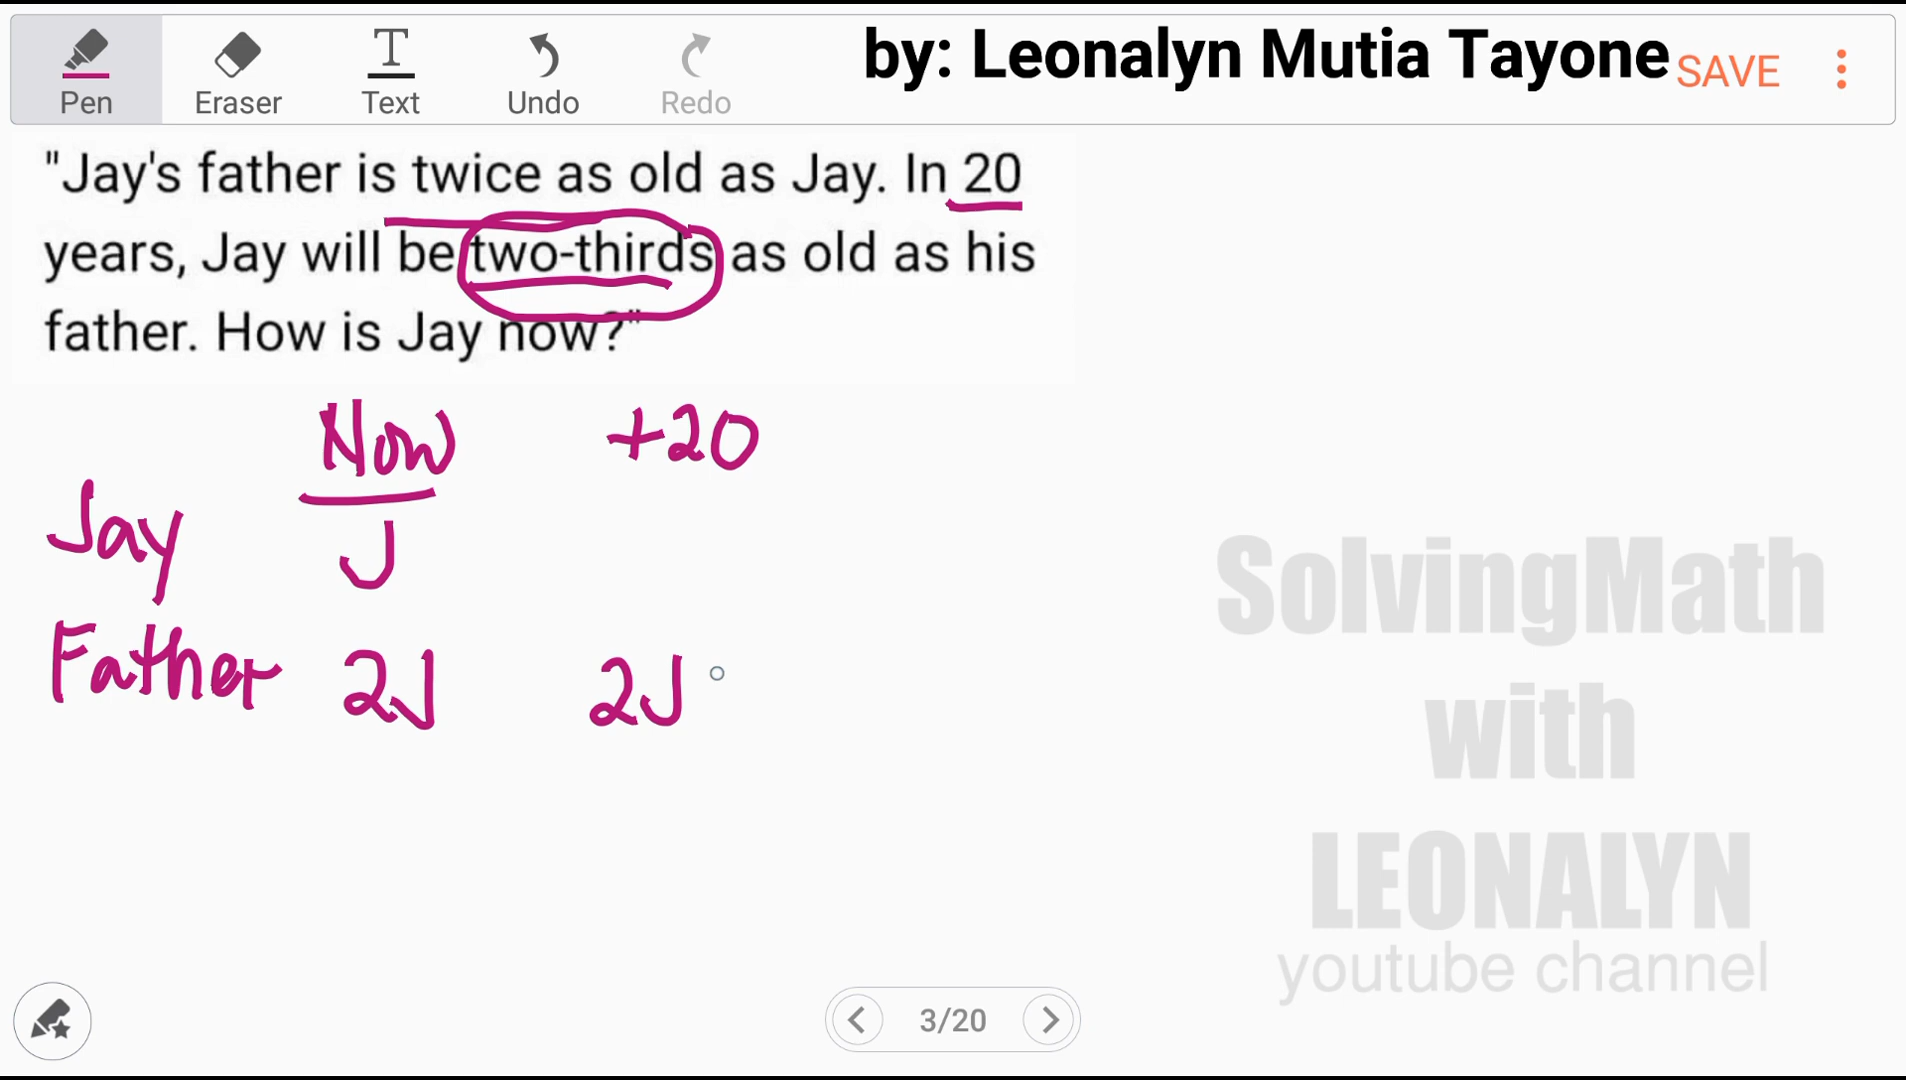 by: Leonalyn Mutia Tayone
Pen Eraser Text Undo Redo SAVE
"Jay's father is twice as old as Jay. In 20
years, Jay will be two-thirds as old as his
father. How is Jay now?"
Now +20
Jay J
Father 2J 2J
SolvingMath
with
LEONALYN
youtube channel
3/20